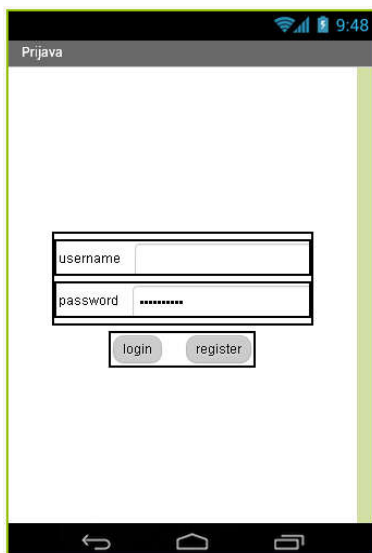 9:48
Prijava
username
password ••••••••••
login register